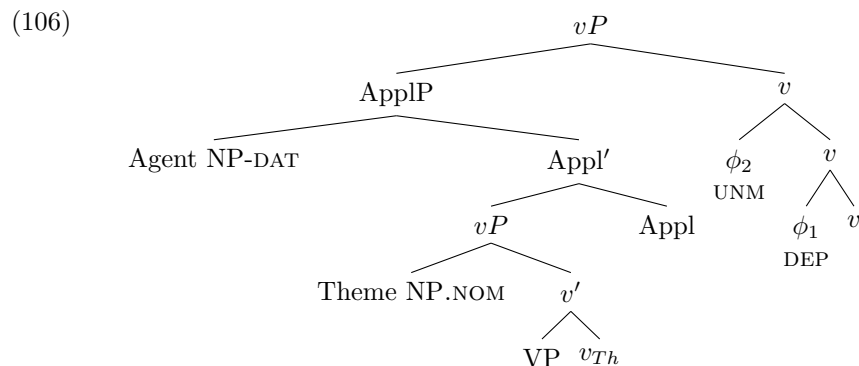 (106)
vP
ApplP v
Agent NP-DAT Appl′ ϕ2 v
UNM
vP Appl ϕ1 v
DEP
Theme NP.NOM v′
VP vTh